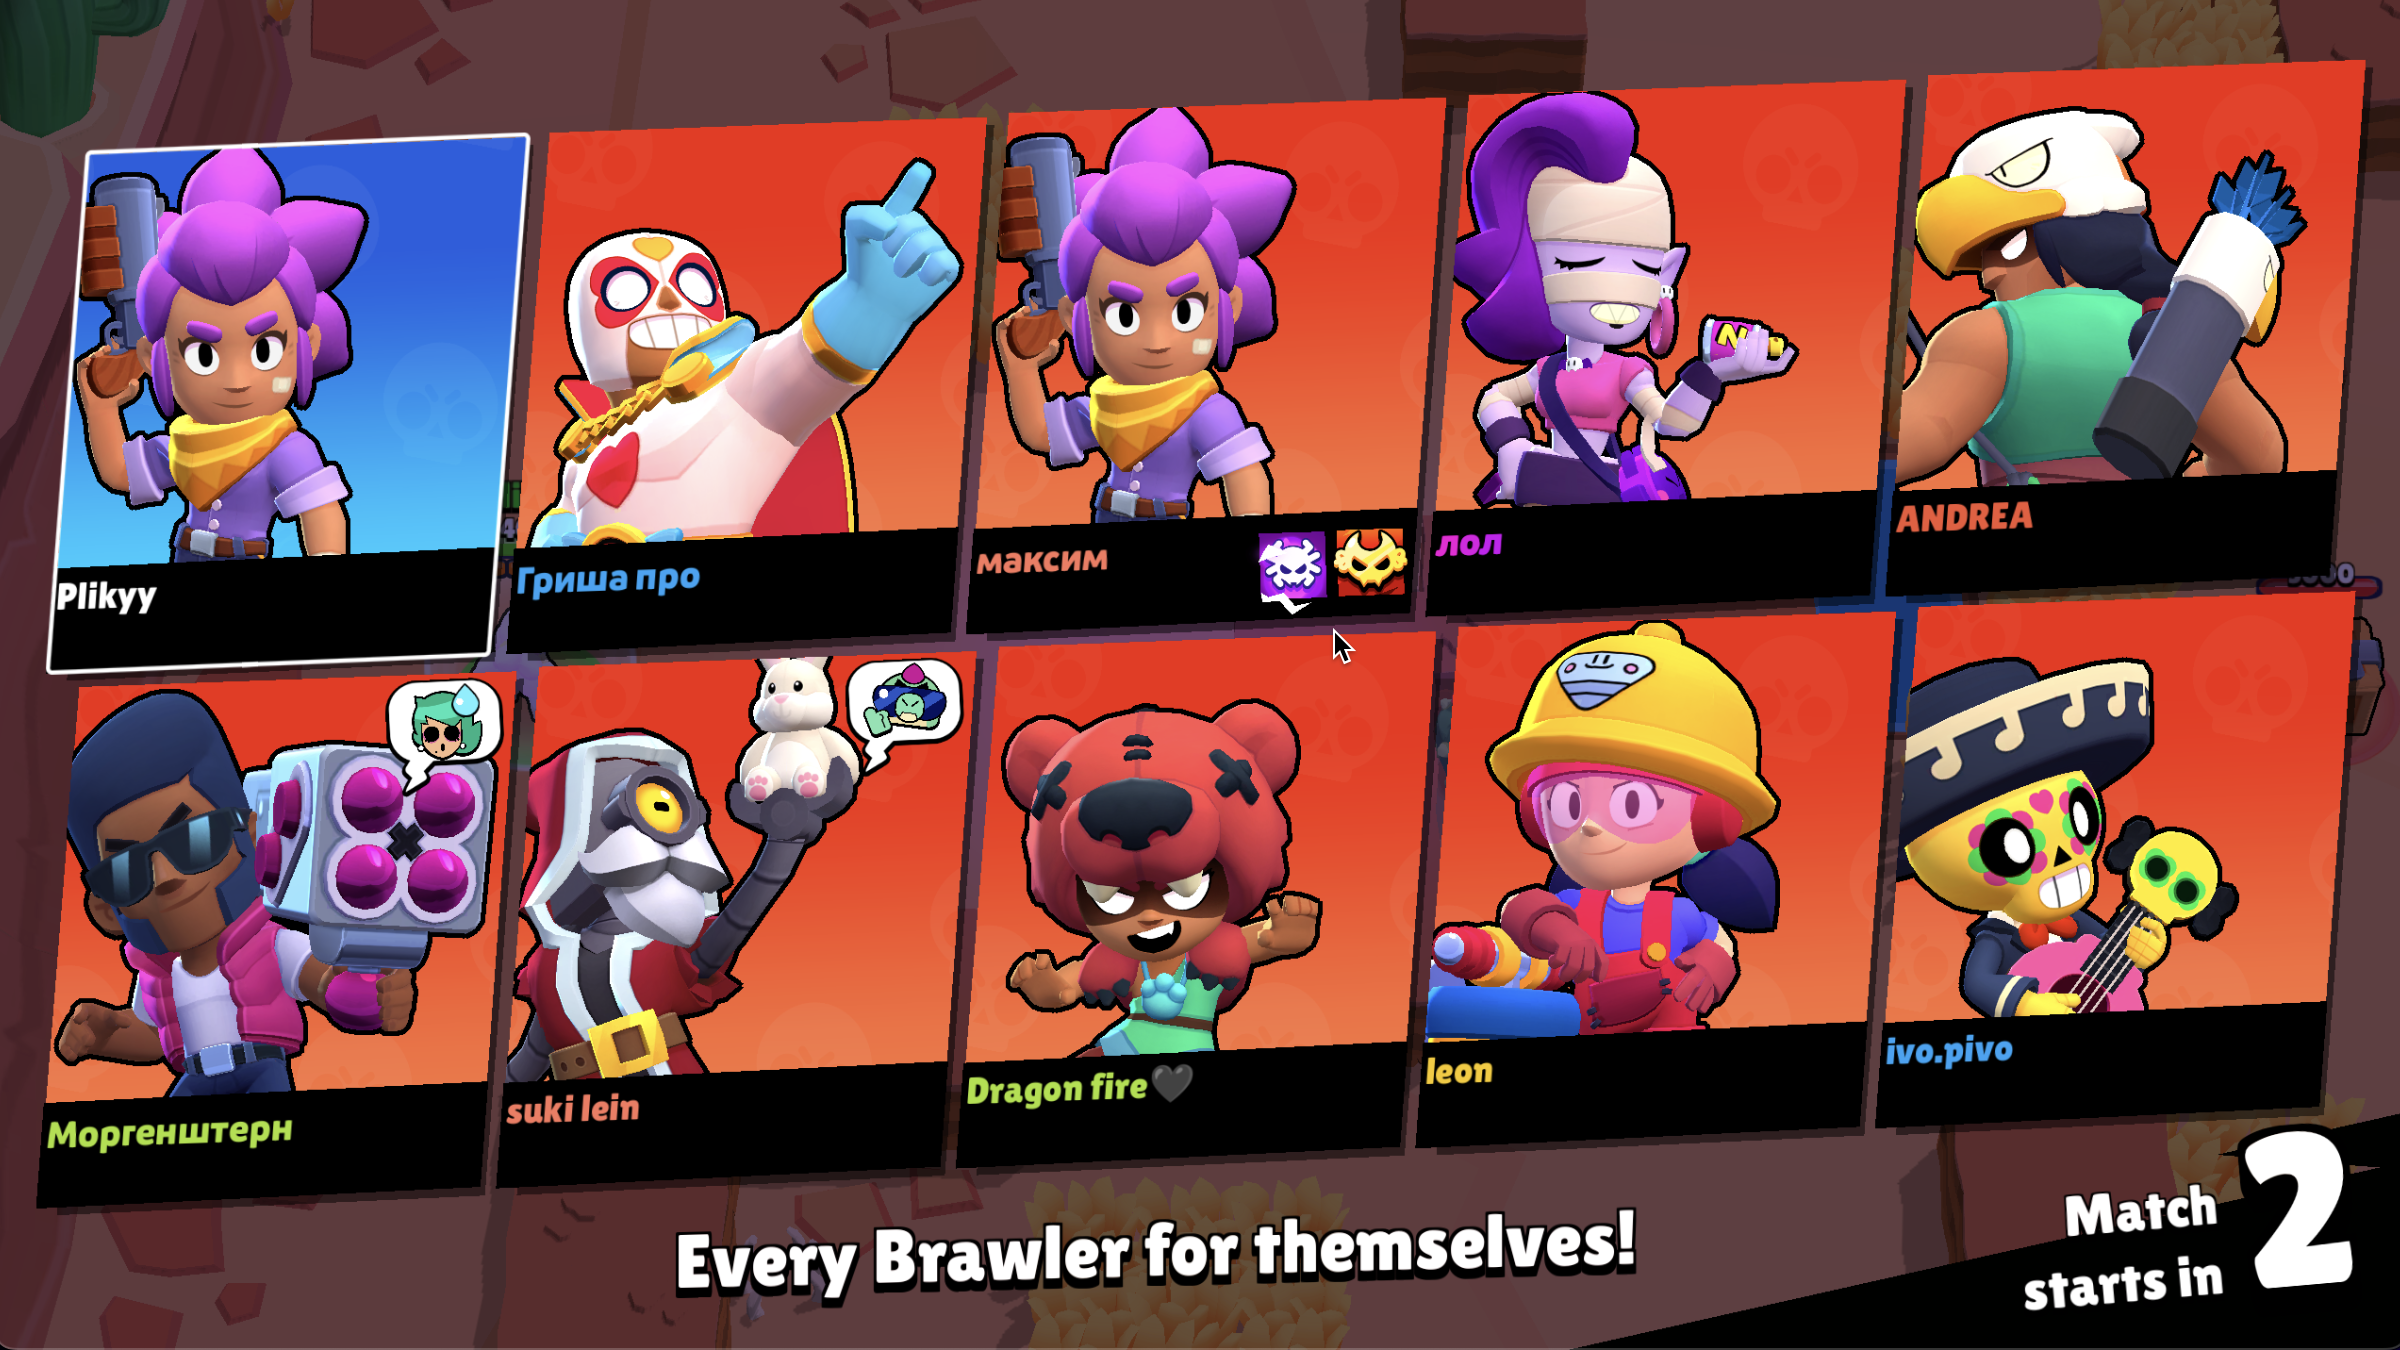 Plikyy
Гриша про
максим
лол
ANDREA
N
Моргенштерн
suki lein
Dragon fire🖤
leon
ivo.pivo
Every Brawler for themselves!
Match
starts in
2